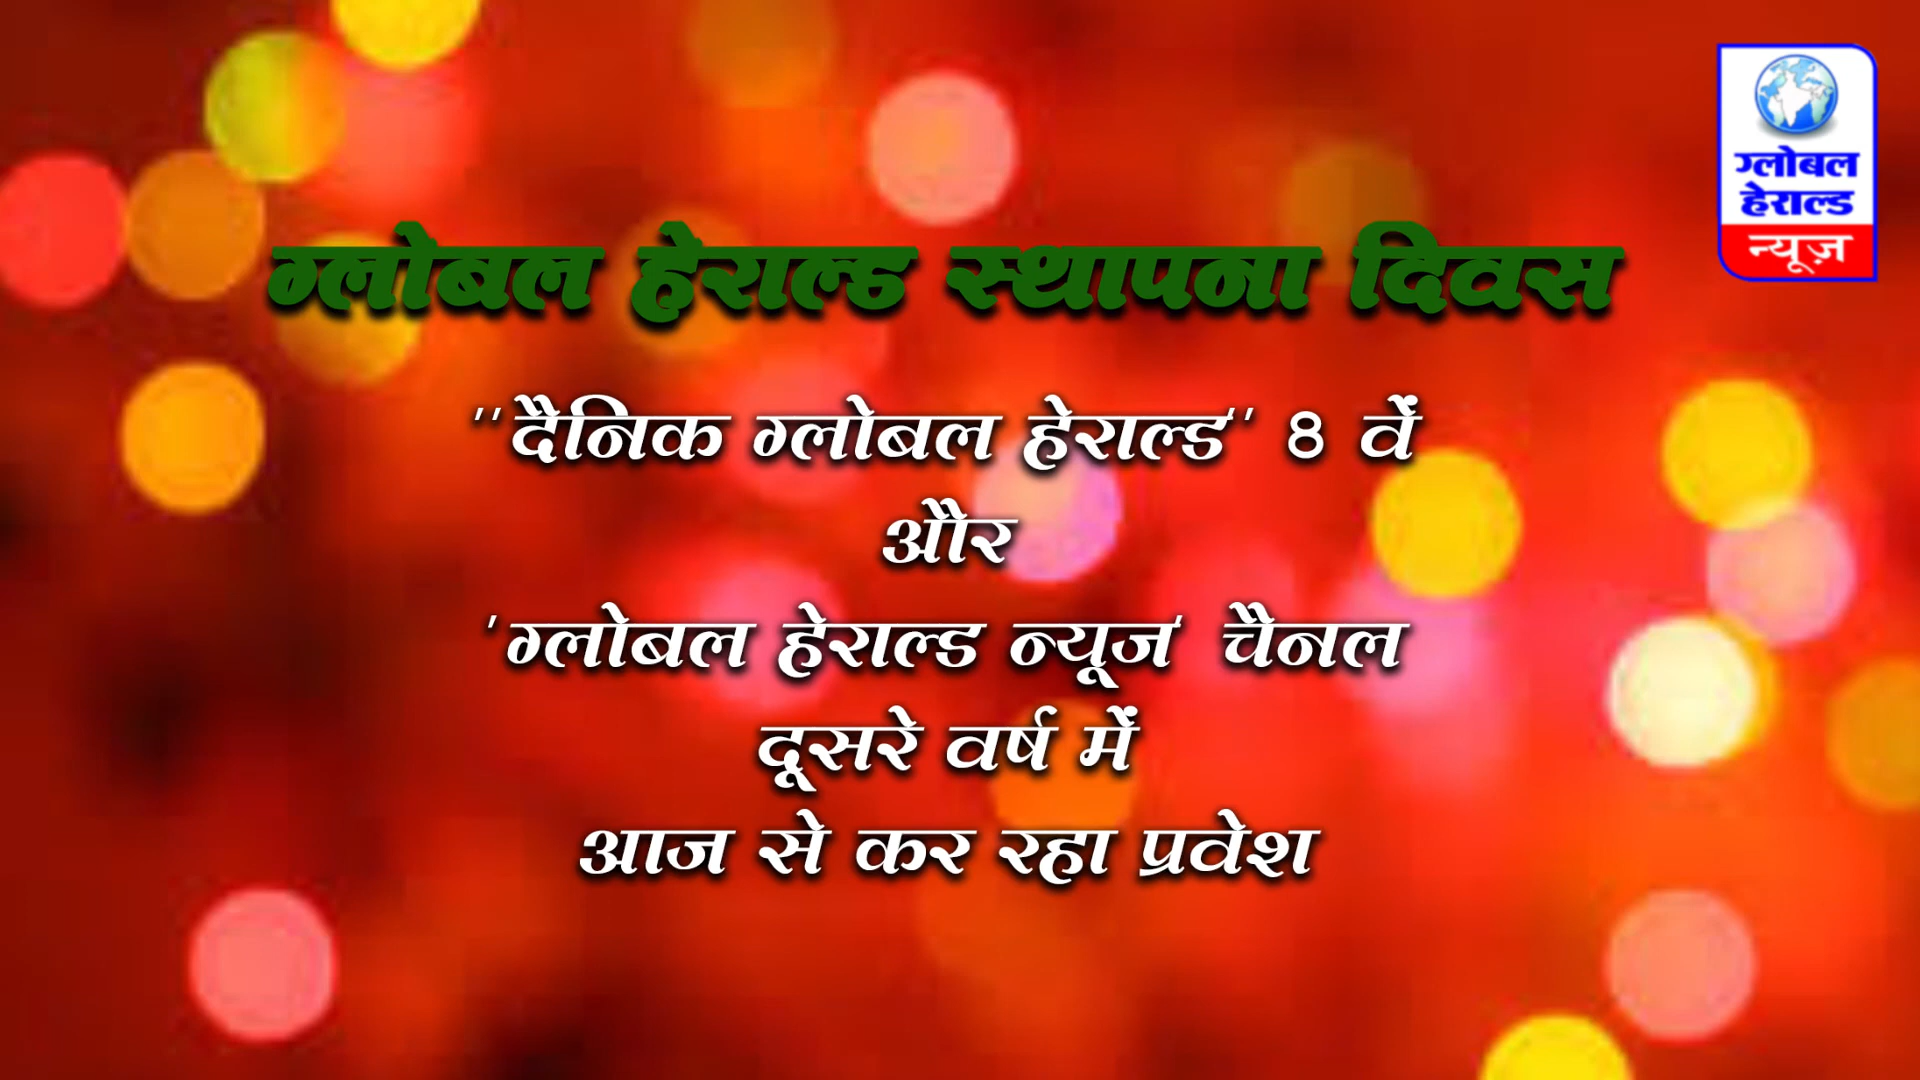 ग्लोबल
हेराल्ड
न्यूज़
ग्लोबल हेराल्ड स्थापना दिवस
"दैनिक ग्लोबल हेराल्ड" 8 वें
और
'ग्लोबल हेराल्ड न्यूज' चैनल
दूसरे वर्ष में
आज से कर रहा प्रवेश